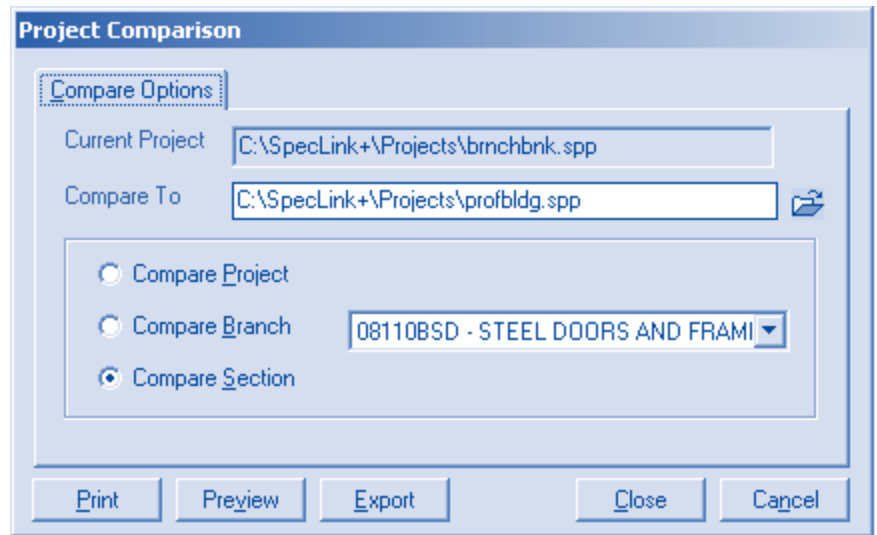 Project Comparison
Compare Options
Current Project C:\SpecLink+\Projects\brnchbnk.spp
Compare To C:\SpecLink+\Projects\profbldg.spp
Compare Project
Compare Branch 08110BSD - STEEL DOORS AND FRAMI
Compare Section
Print Preview Export Close Cancel